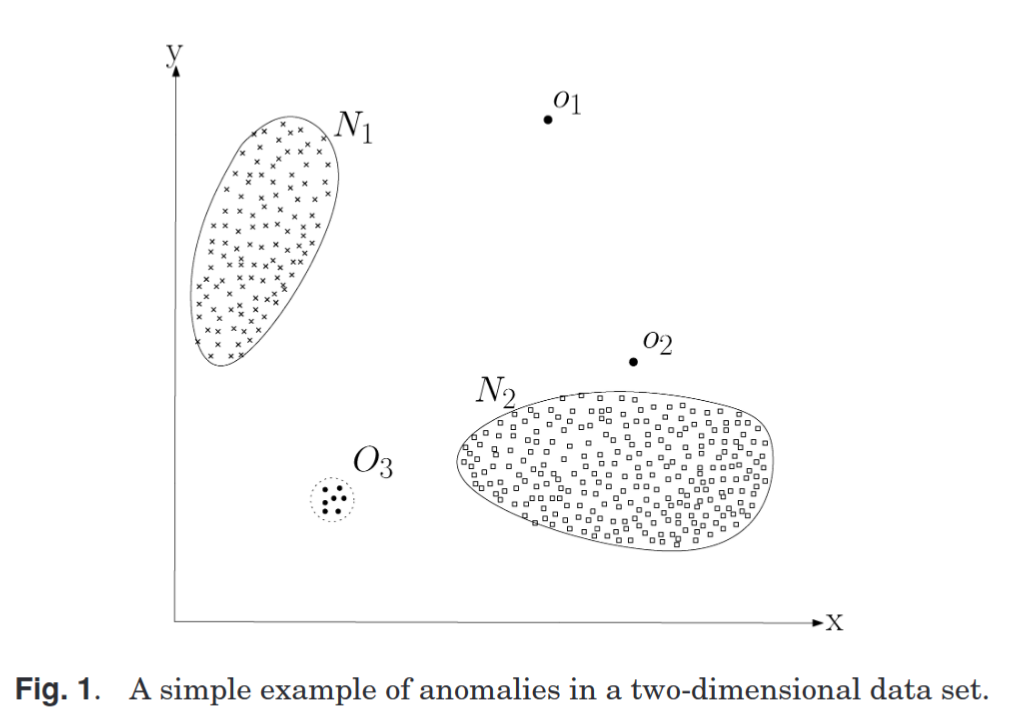 y
N1
o1
o2
N2
O3
x
Fig. 1. A simple example of anomalies in a two-dimensional data set.